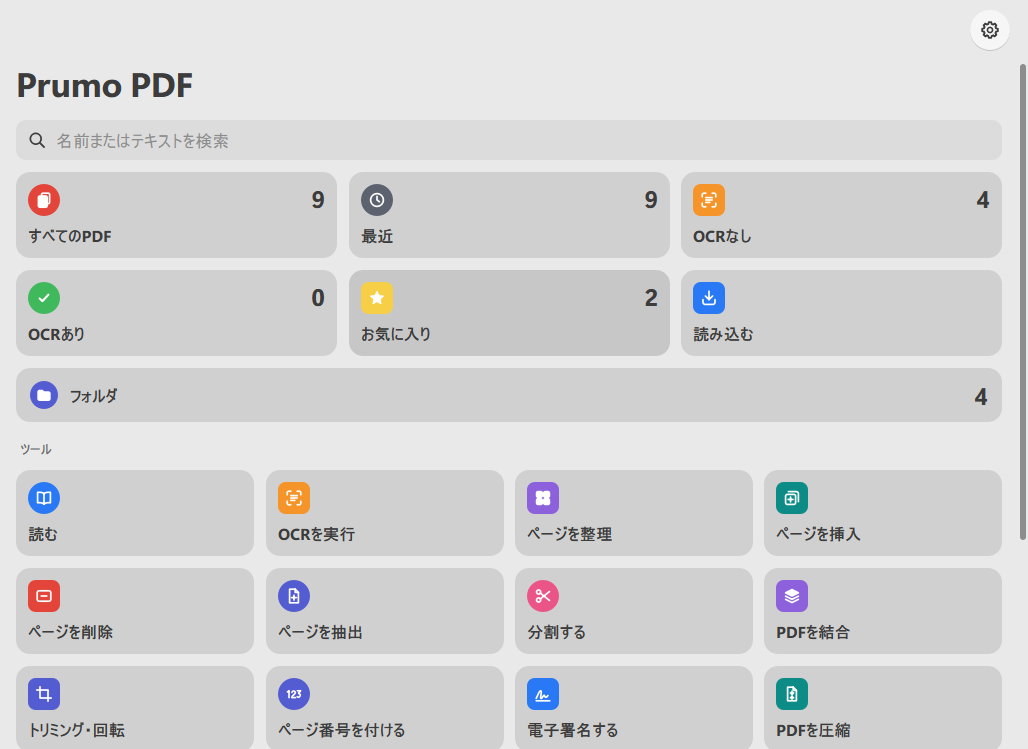 Prumo PDF
名前またはテキストを検索
9
すべてのPDF
9
最近
4
OCRなし
0
OCRあり
2
お気に入り
読み込む
フォルダ
4
ツール
読む
OCRを実行
ページを整理
ページを挿入
ページを削除
ページを抽出
分割する
PDFを結合
トリミング・回転
123
ページ番号を付ける
電子署名する
PDFを圧縮